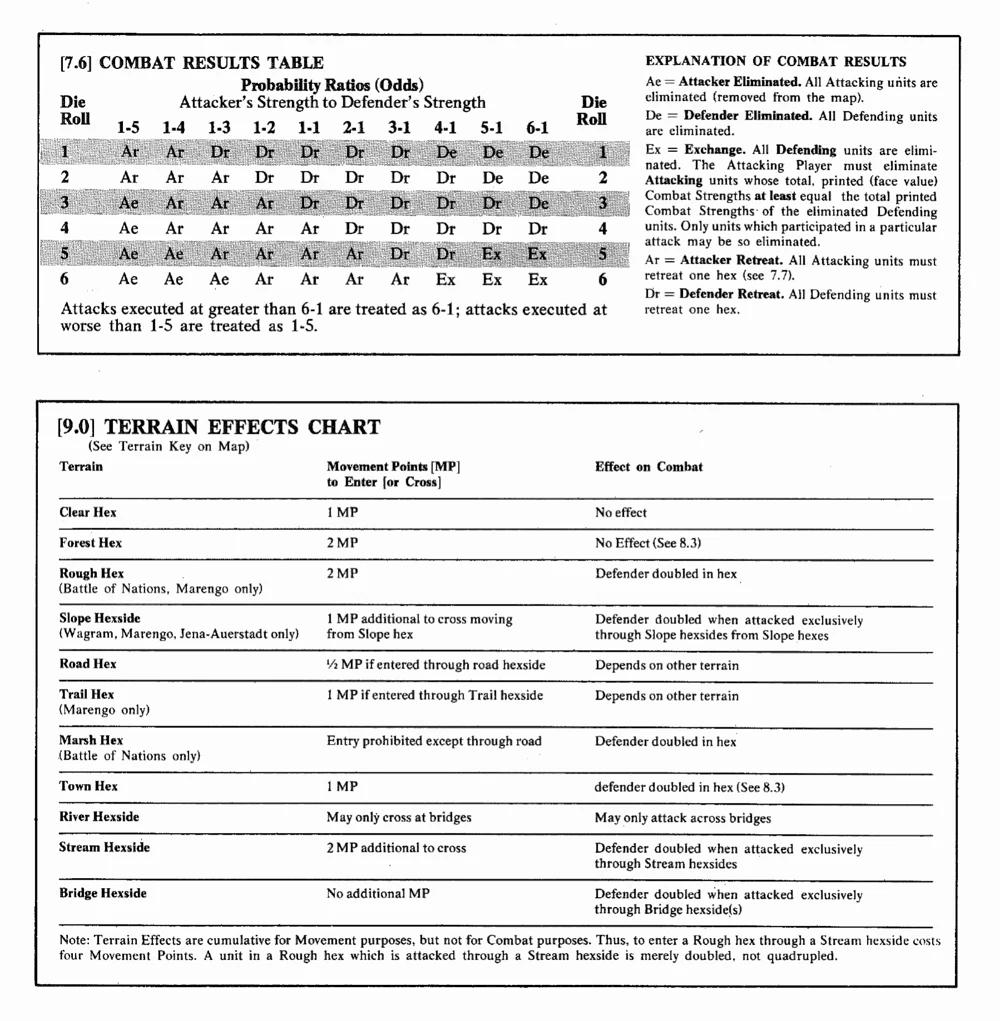 [7.6] COMBAT RESULTS TABLE
Probability Ratios (Odds)
Die Attacker's Strength to Defender's Strength Die
Roll 1-5 1-4 1-3 1-2 1-1 2-1 3-1 4-1 5-1 6-1 Roll
1 Ar Ar Dr Dr Dr Dr Dr De De De 1
2 Ar Ar Ar Dr Dr Dr Dr Dr De De 2
3 Ae Ar Ar Ar Dr Dr Dr Dr Dr De 3
4 Ae Ar Ar Ar Ar Dr Dr Dr Dr Dr 4
5 Ae Ae Ar Ar Ar Ar Dr Dr Ex Ex 5
6 Ae Ae Ae Ar Ar Ar Ar Ex Ex Ex 6
Attacks executed at greater than 6-1 are treated as 6-1; attacks executed at
worse than 1-5 are treated as 1-5.
EXPLANATION OF COMBAT RESULTS
Ae = Attacker Eliminated. All Attacking units are
eliminated (removed from the map).
De = Defender Eliminated. All Defending units
are eliminated.
Ex = Exchange. All Defending units are elimi-
nated. The Attacking Player must eliminate
Attacking units whose total, printed (face value)
Combat Strengths at least equal the total printed
Combat Strengths of the eliminated Defending
units. Only units which participated in a particular
attack may be so eliminated.
Ar = Attacker Retreat. All Attacking units must
retreat one hex (see 7.7).
Dr = Defender Retreat. All Defending units must
retreat one hex.
[9.0] TERRAIN EFFECTS CHART
(See Terrain Key on Map)
Terrain Movement Points [MP] Effect on Combat
to Enter [or Cross]
Clear Hex 1 MP No effect
Forest Hex 2 MP No Effect (See 8.3)
Rough Hex 2 MP Defender doubled in hex
(Battle of Nations, Marengo only)
Slope Hexside 1 MP additional to cross moving Defender doubled when attacked exclusively
(Wagram, Marengo, Jena-Auerstadt only) from Slope hex through Slope hexsides from Slope hexes
Road Hex ½ MP if entered through road hexside Depends on other terrain
Trail Hex 1 MP if entered through Trail hexside Depends on other terrain
(Marengo only)
Marsh Hex Entry prohibited except through road Defender doubled in hex
(Battle of Nations only)
Town Hex 1 MP defender doubled in hex (See 8.3)
River Hexside May only cross at bridges May only attack across bridges
Stream Hexside 2 MP additional to cross Defender doubled when attacked exclusively
through Stream hexsides
Bridge Hexside No additional MP Defender doubled when attacked exclusively
through Bridge hexside(s)
Note: Terrain Effects are cumulative for Movement purposes, but not for Combat purposes. Thus, to enter a Rough hex through a Stream hexside costs
four Movement Points. A unit in a Rough hex which is attacked through a Stream hexside is merely doubled, not quadrupled.